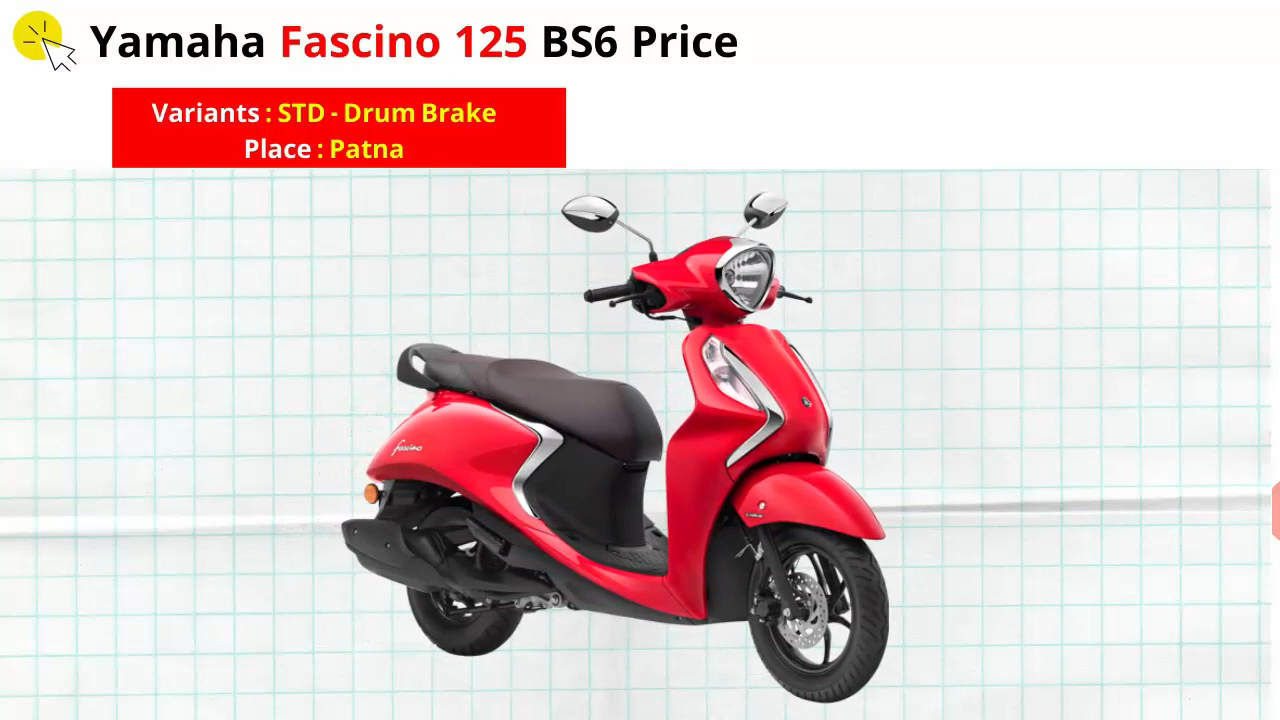 Yamaha Fascino 125 BS6 Price
Variants : STD - Drum Brake
Place : Patna
Fascino